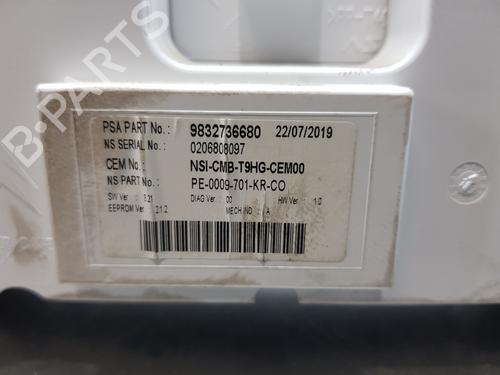 B-PARTS
PSA PART No.: 9832736680 22/07/2019
NS SERIAL No.: 0206808097
CEM No.: NSI-CMB-T9HG-CEM00
NS PART No.: PE-0009-701-KR-CO
SW Ver : 8.21 DIAG Ver : 00 HW Ver : 1.0
EEPROM Ver : 2.1.2 MECH IND : A